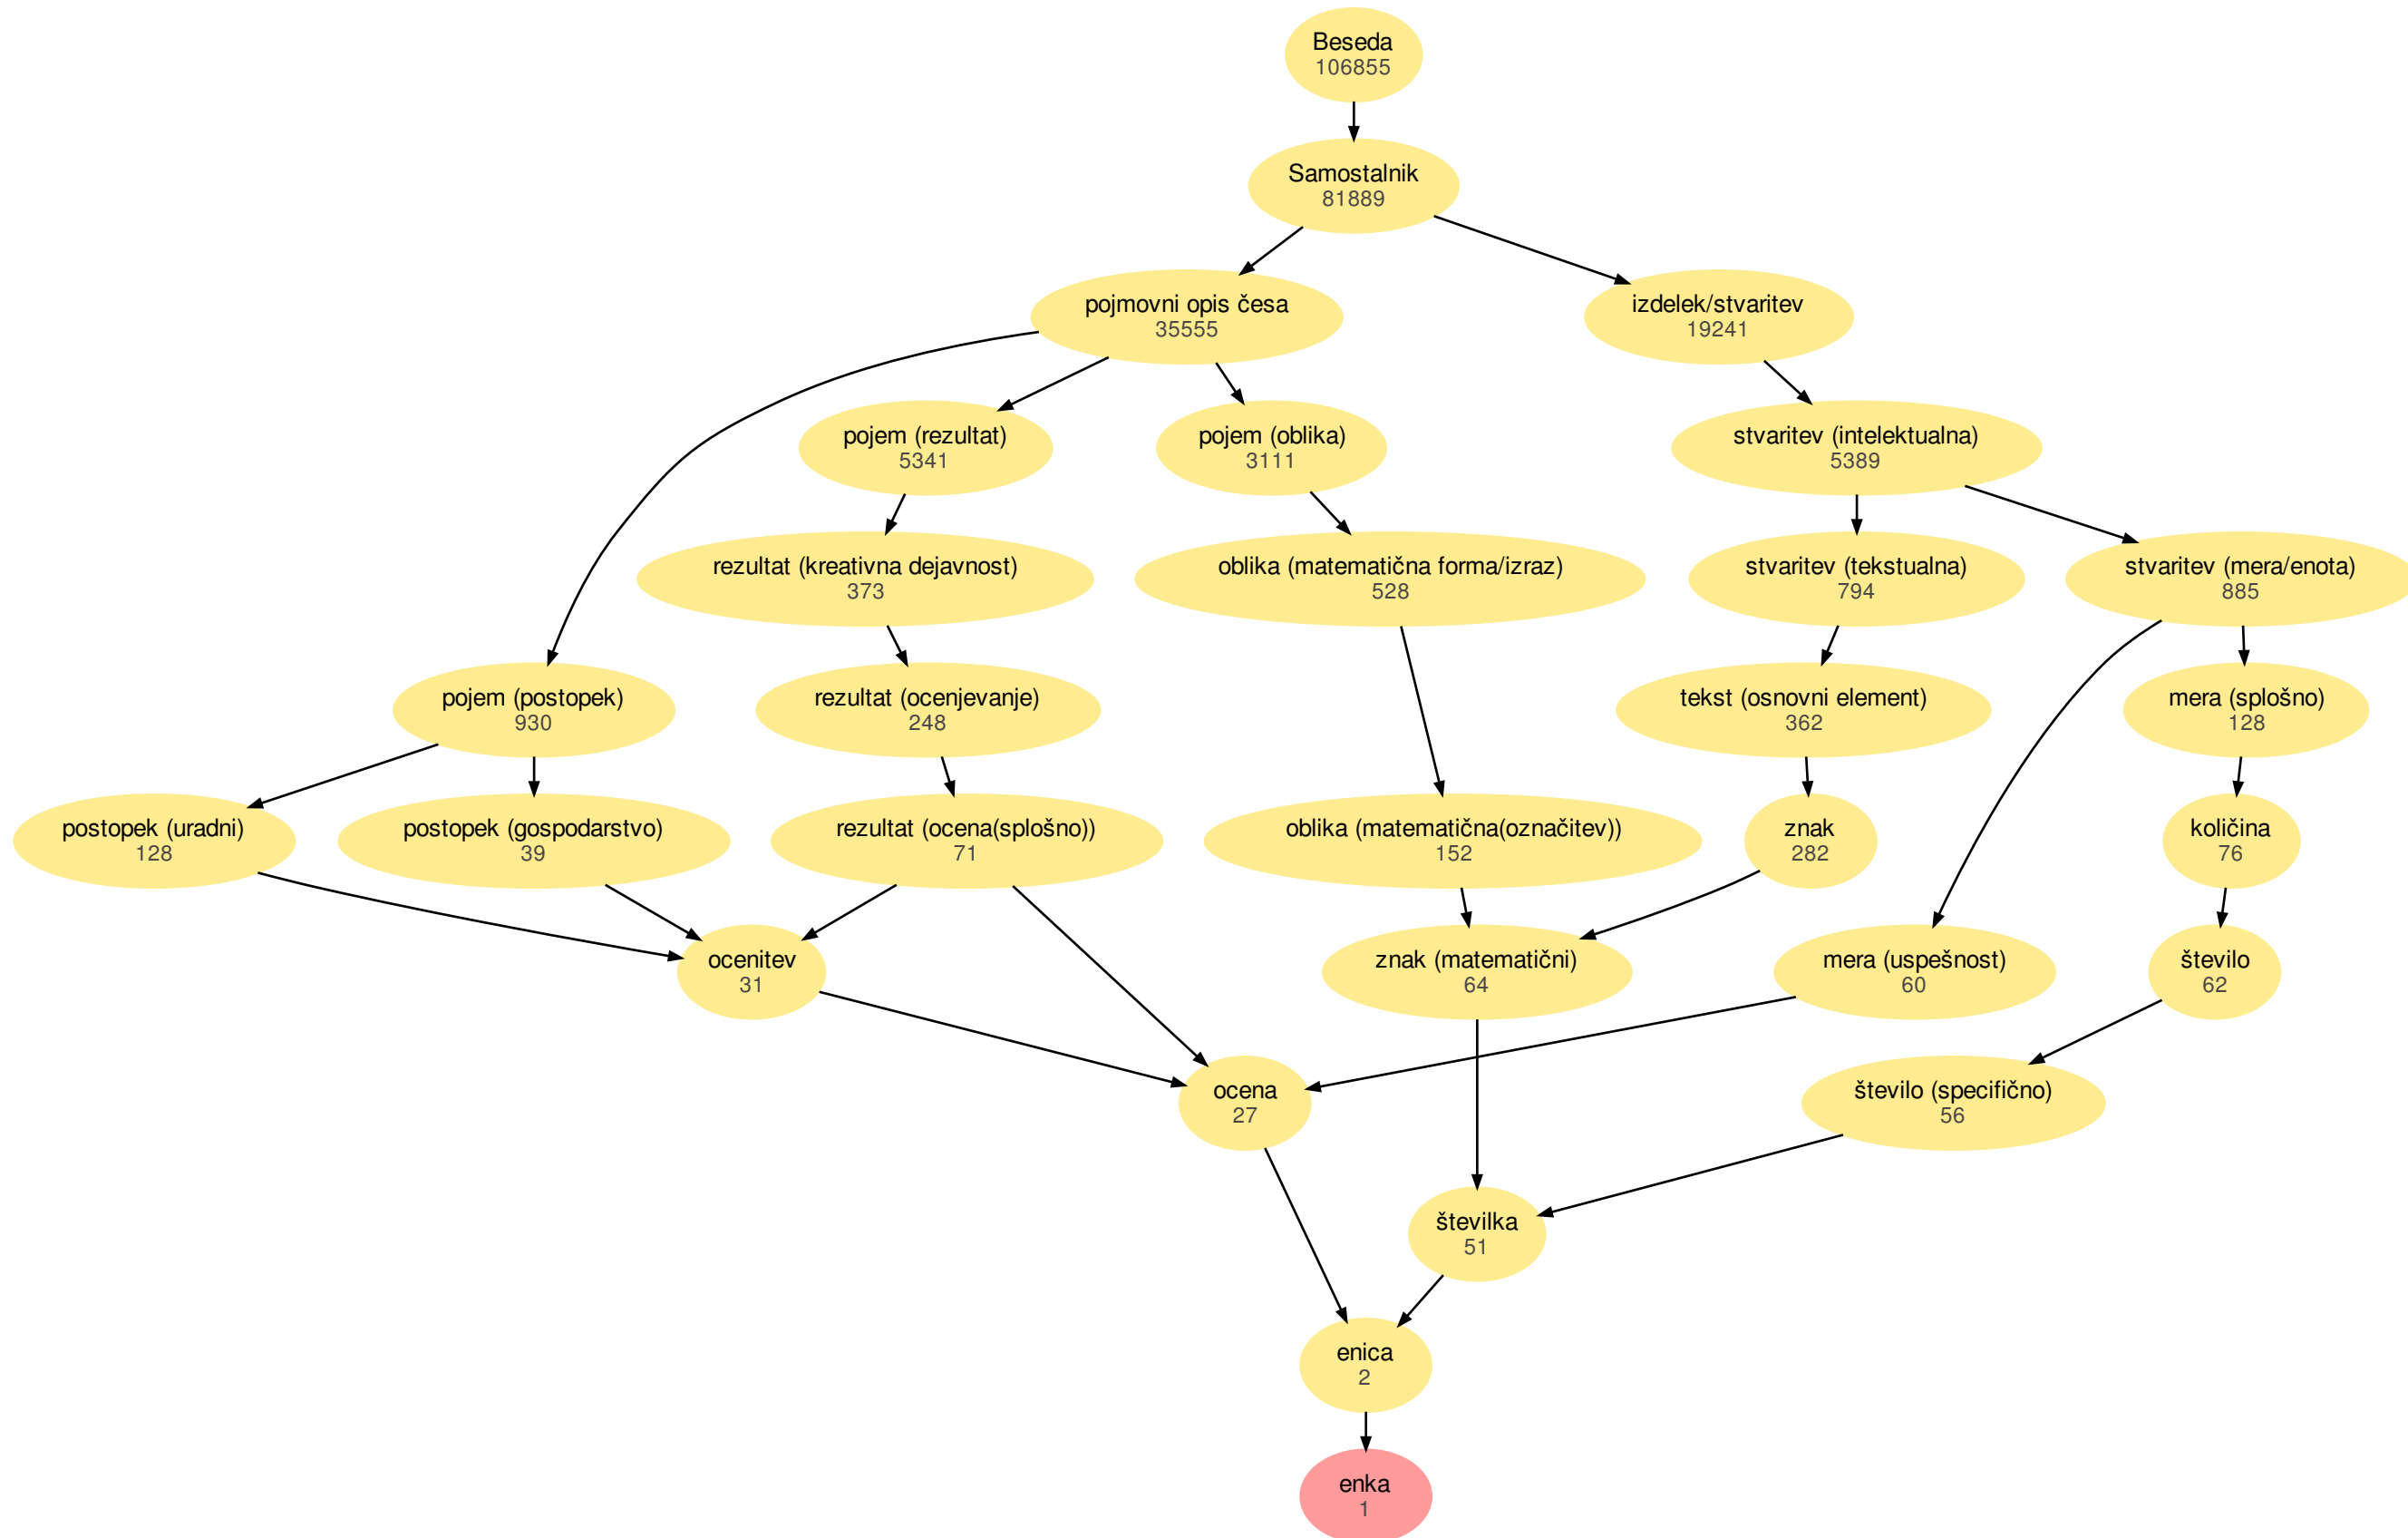 Beseda
106855
Samostalnik
81889
pojmovni opis česa
35555
izdelek/stvaritev
19241
pojem (rezultat)
5341
pojem (oblika)
3111
stvaritev (intelektualna)
5389
rezultat (kreativna dejavnost)
373
oblika (matematična forma/izraz)
528
stvaritev (tekstualna)
794
stvaritev (mera/enota)
885
pojem (postopek)
930
rezultat (ocenjevanje)
248
tekst (osnovni element)
362
mera (splošno)
128
postopek (uradni)
128
postopek (gospodarstvo)
39
rezultat (ocena(splošno))
71
oblika (matematična(označitev))
152
znak
282
količina
76
ocenitev
31
znak (matematični)
64
mera (uspešnost)
60
število
62
ocena
27
število (specifično)
56
številka
51
enica
2
enka
1